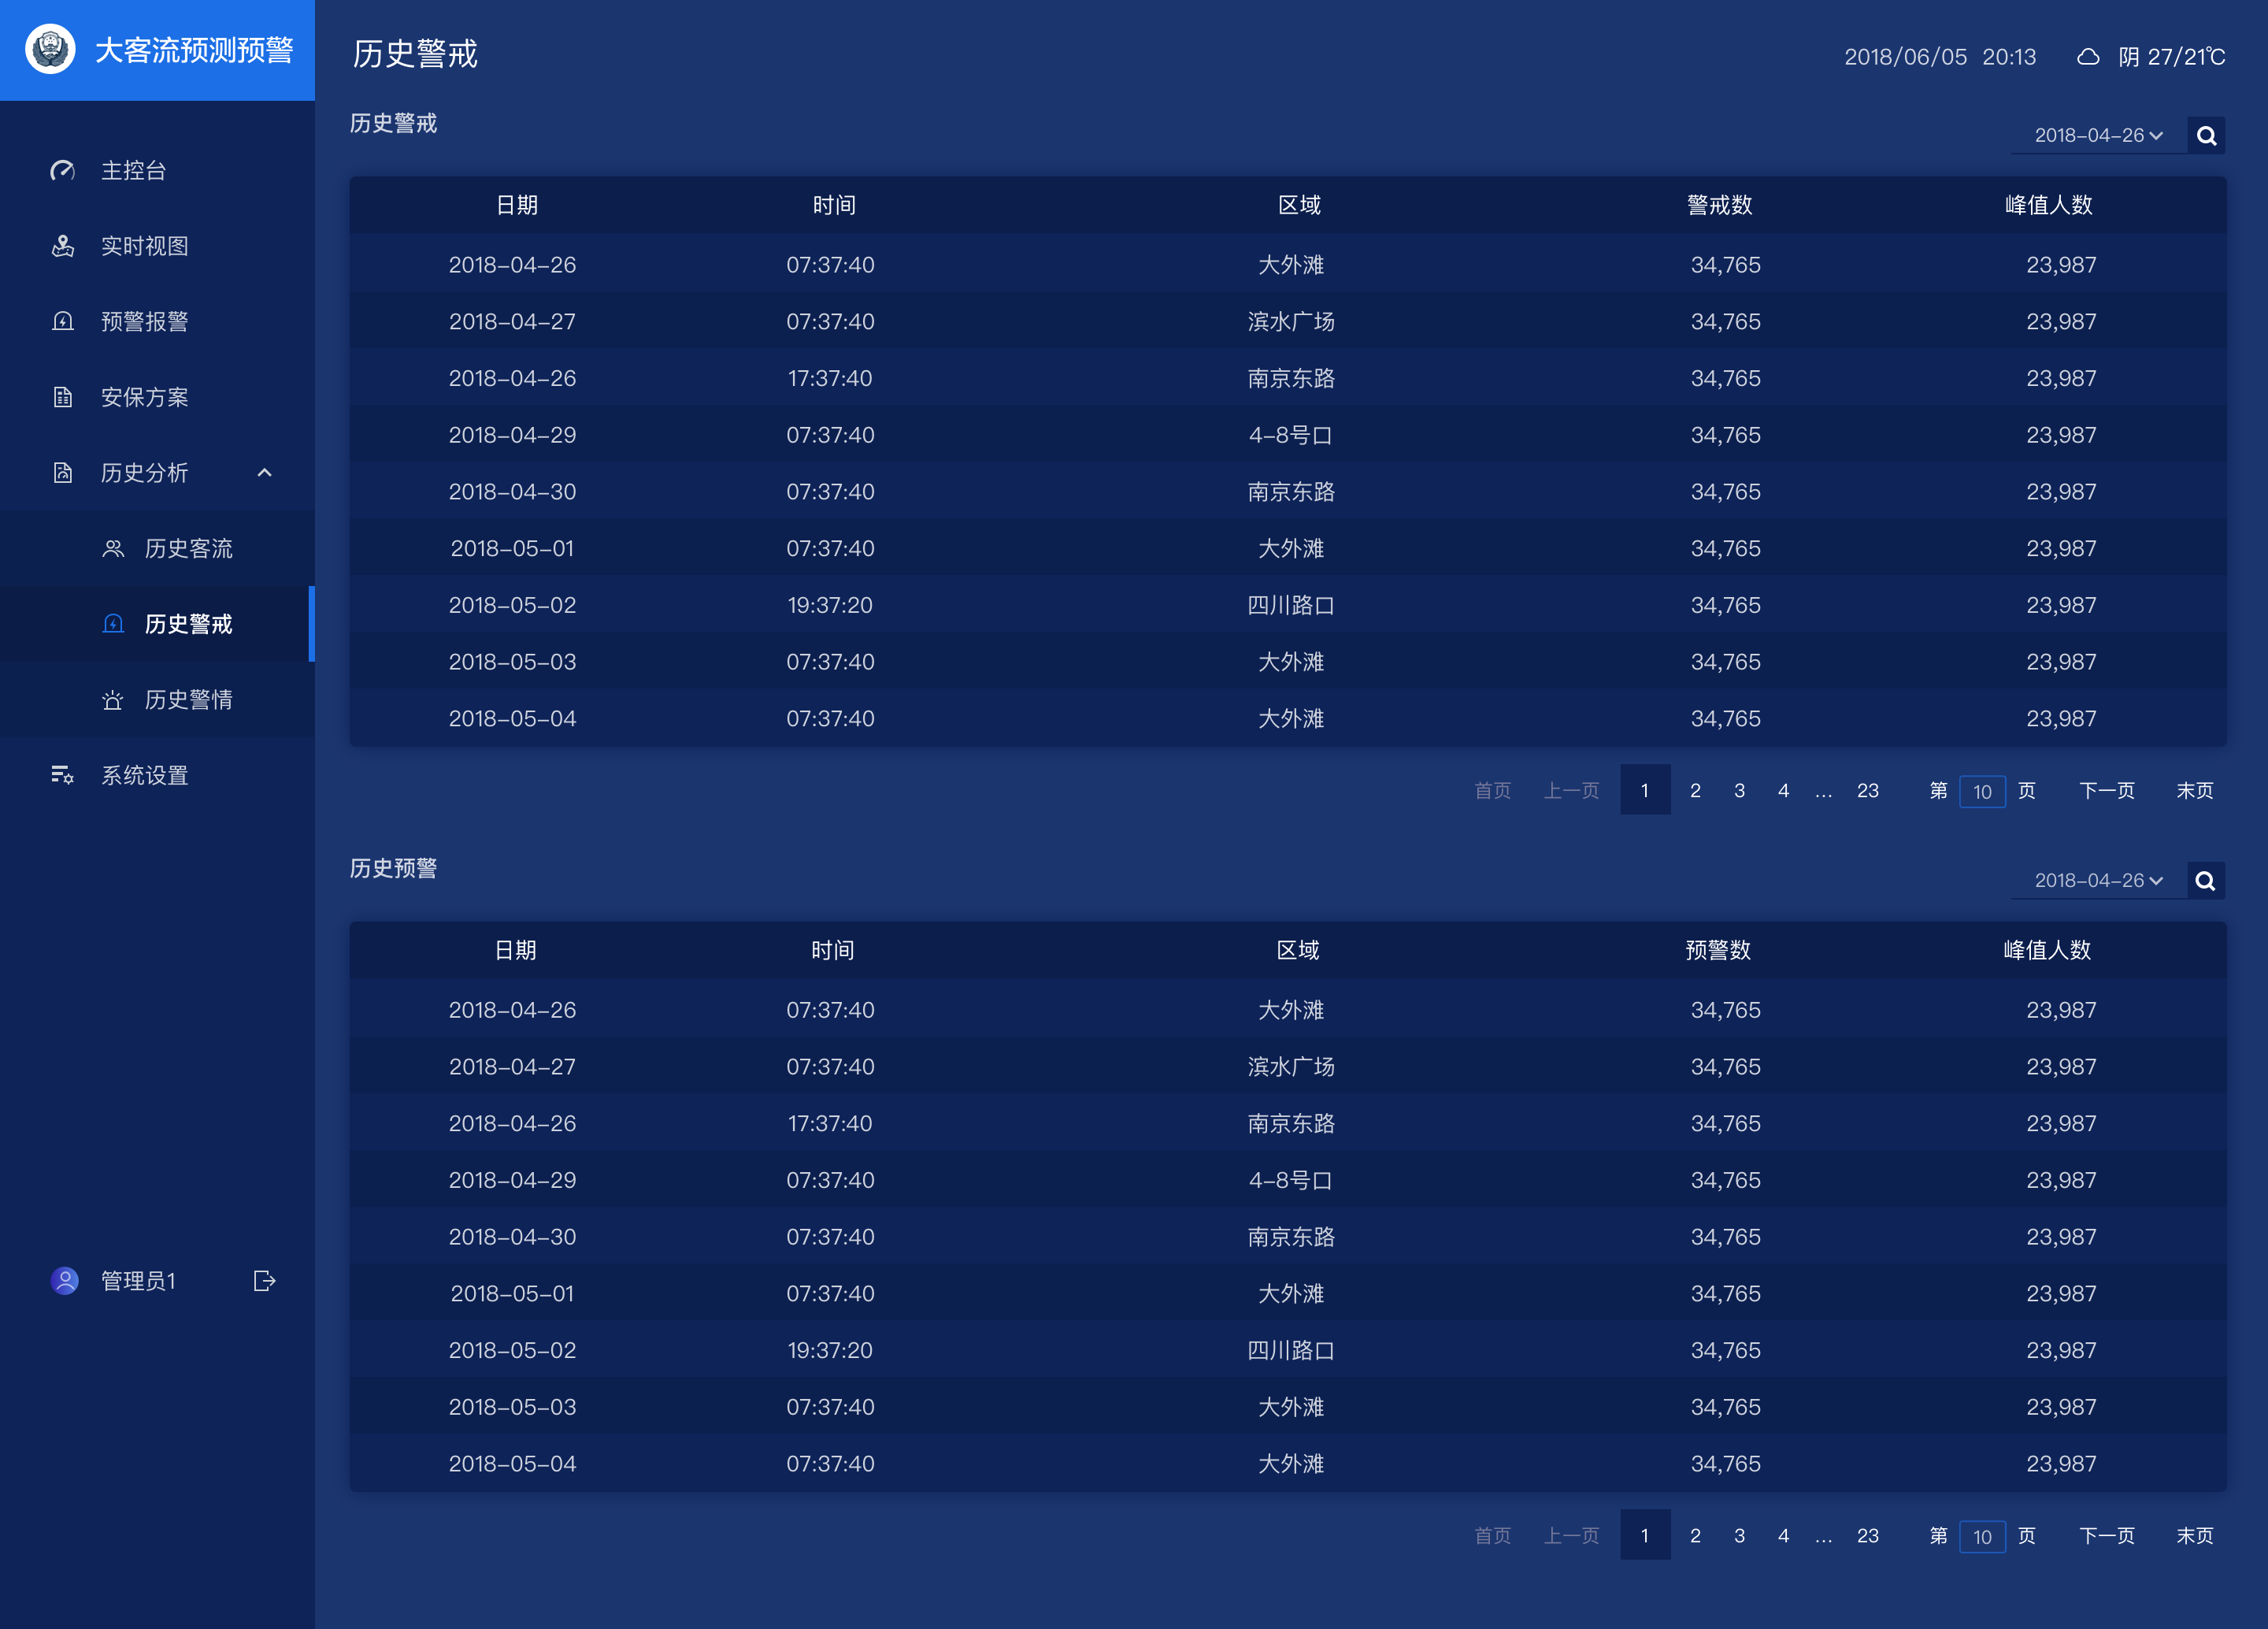 大客流预测预警
主控台
实时视图
预警报警
安保方案
历史分析
历史客流
历史警戒
历史警情
系统设置
管理员1
历史警戒
2018/06/05 20:13 阴 27/21℃
历史警戒
2018-04-26
日期 时间 区域 警戒数 峰值人数
2018-04-26 07:37:40 大外滩 34,765 23,987
2018-04-27 07:37:40 滨水广场 34,765 23,987
2018-04-26 17:37:40 南京东路 34,765 23,987
2018-04-29 07:37:40 4-8号口 34,765 23,987
2018-04-30 07:37:40 南京东路 34,765 23,987
2018-05-01 07:37:40 大外滩 34,765 23,987
2018-05-02 19:37:20 四川路口 34,765 23,987
2018-05-03 07:37:40 大外滩 34,765 23,987
2018-05-04 07:37:40 大外滩 34,765 23,987
首页 上一页 1 2 3 4 ... 23 第 10 页 下一页 末页
历史预警
2018-04-26
日期 时间 区域 预警数 峰值人数
2018-04-26 07:37:40 大外滩 34,765 23,987
2018-04-27 07:37:40 滨水广场 34,765 23,987
2018-04-26 17:37:40 南京东路 34,765 23,987
2018-04-29 07:37:40 4-8号口 34,765 23,987
2018-04-30 07:37:40 南京东路 34,765 23,987
2018-05-01 07:37:40 大外滩 34,765 23,987
2018-05-02 19:37:20 四川路口 34,765 23,987
2018-05-03 07:37:40 大外滩 34,765 23,987
2018-05-04 07:37:40 大外滩 34,765 23,987
首页 上一页 1 2 3 4 ... 23 第 10 页 下一页 末页